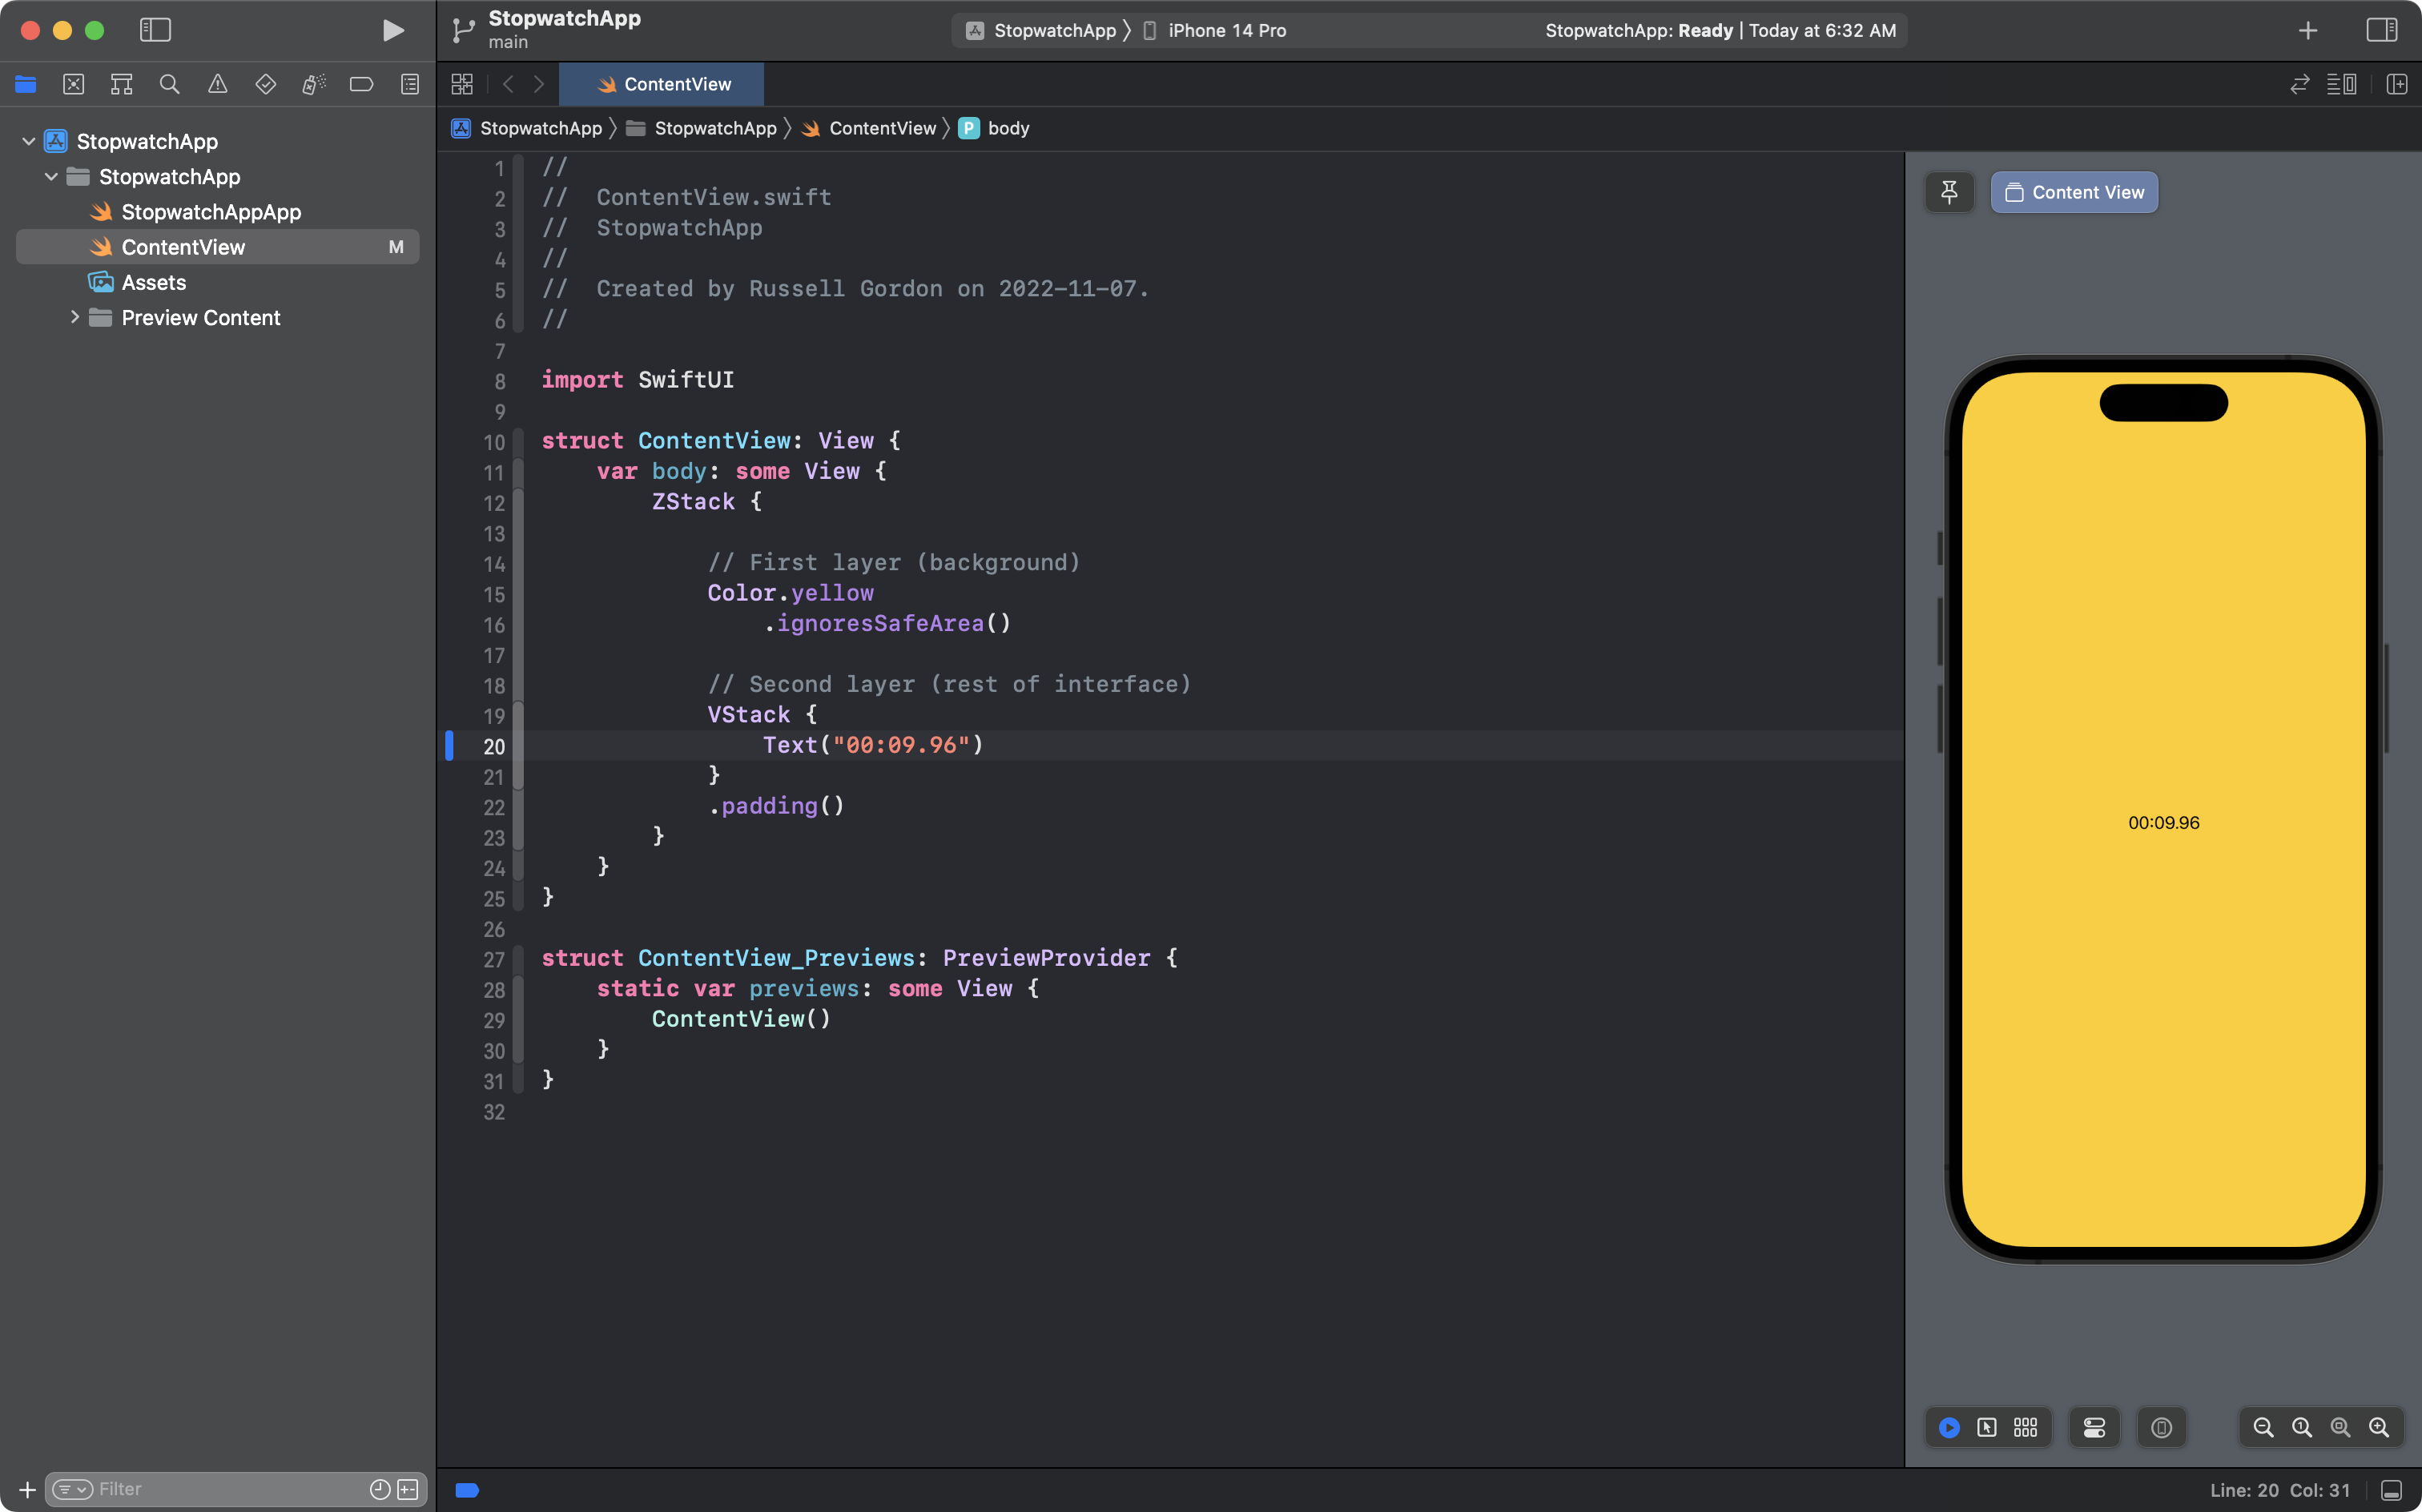 StopwatchApp
main
StopwatchApp 〉 iPhone 14 Pro
StopwatchApp: Ready | Today at 6:32 AM
ContentView
StopwatchApp
StopwatchApp
StopwatchAppApp
ContentView M
Assets
Preview Content
Filter
StopwatchApp 〉 StopwatchApp 〉 ContentView 〉 P body
1 //
2 //  ContentView.swift
3 //  StopwatchApp
4 //
5 //  Created by Russell Gordon on 2022-11-07.
6 //
7
8 import SwiftUI
9
10 struct ContentView: View {
11     var body: some View {
12         ZStack {
13
14             // First layer (background)
15             Color.yellow
16                 .ignoresSafeArea()
17
18             // Second layer (rest of interface)
19             VStack {
20                 Text("00:09.96")
21             }
22             .padding()
23         }
24     }
25 }
26
27 struct ContentView_Previews: PreviewProvider {
28     static var previews: some View {
29         ContentView()
30     }
31 }
32
Content View
00:09.96
Line: 20 Col: 31